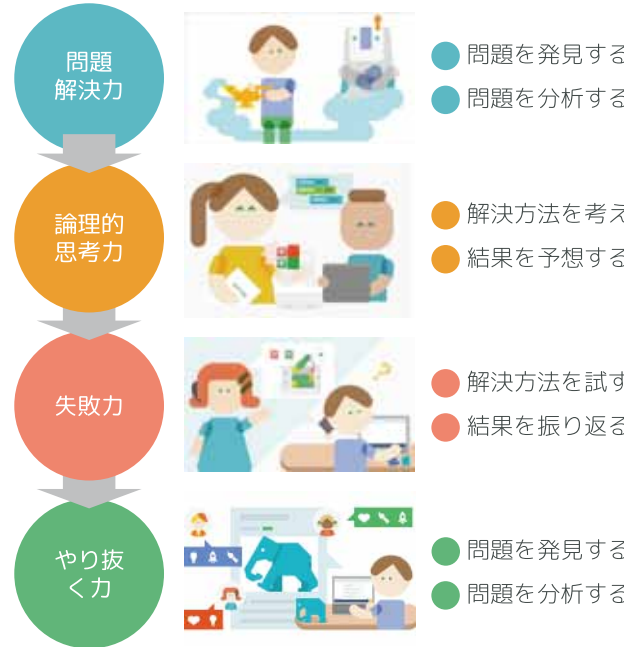 問題
解決力
問題を発見する
問題を分析する
論理的
思考力
解決方法を考え
結果を予想する
失敗力
解決方法を試す
結果を振り返る
やり抜
く力
問題を発見する
問題を分析する